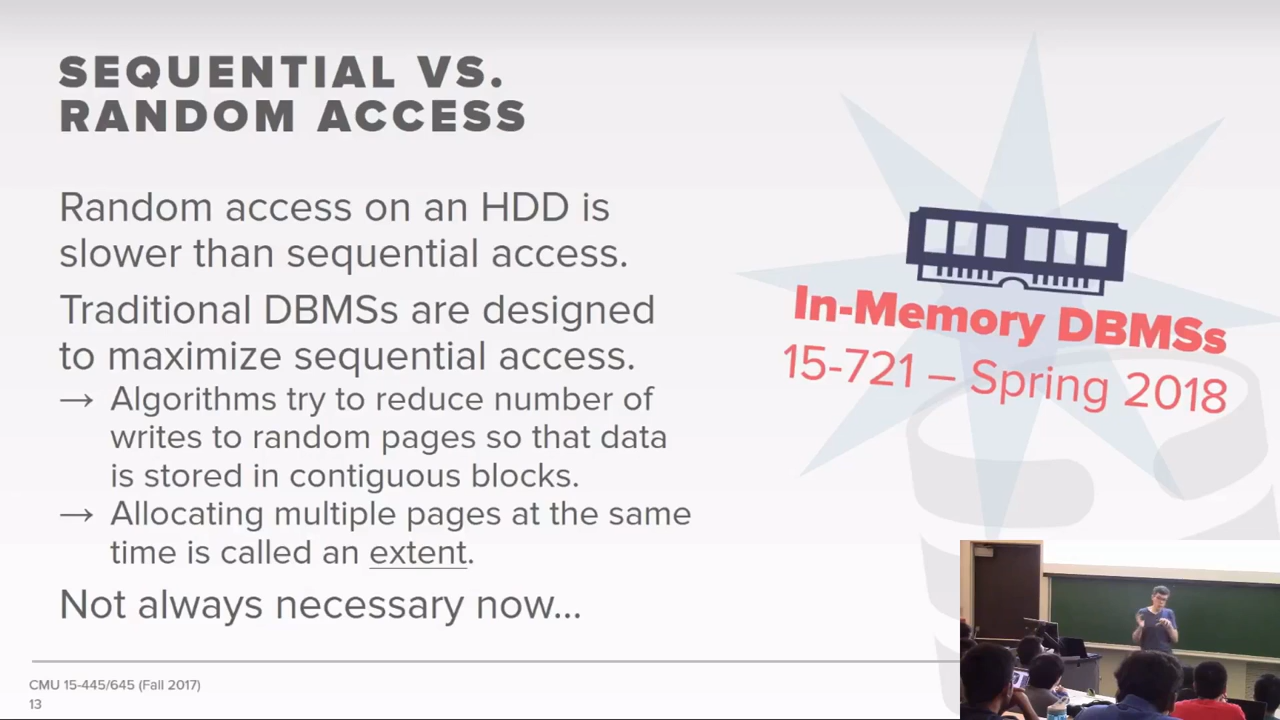 SEQUENTIAL VS.
RANDOM ACCESS
Random access on an HDD is
slower than sequential access.
Traditional DBMSs are designed
to maximize sequential access.
→ Algorithms try to reduce number of
writes to random pages so that data
is stored in contiguous blocks.
→ Allocating multiple pages at the same
time is called an extent.
Not always necessary now...
In-Memory DBMSs
15-721 – Spring 2018
CMU 15-445/645 (Fall 2017)
13